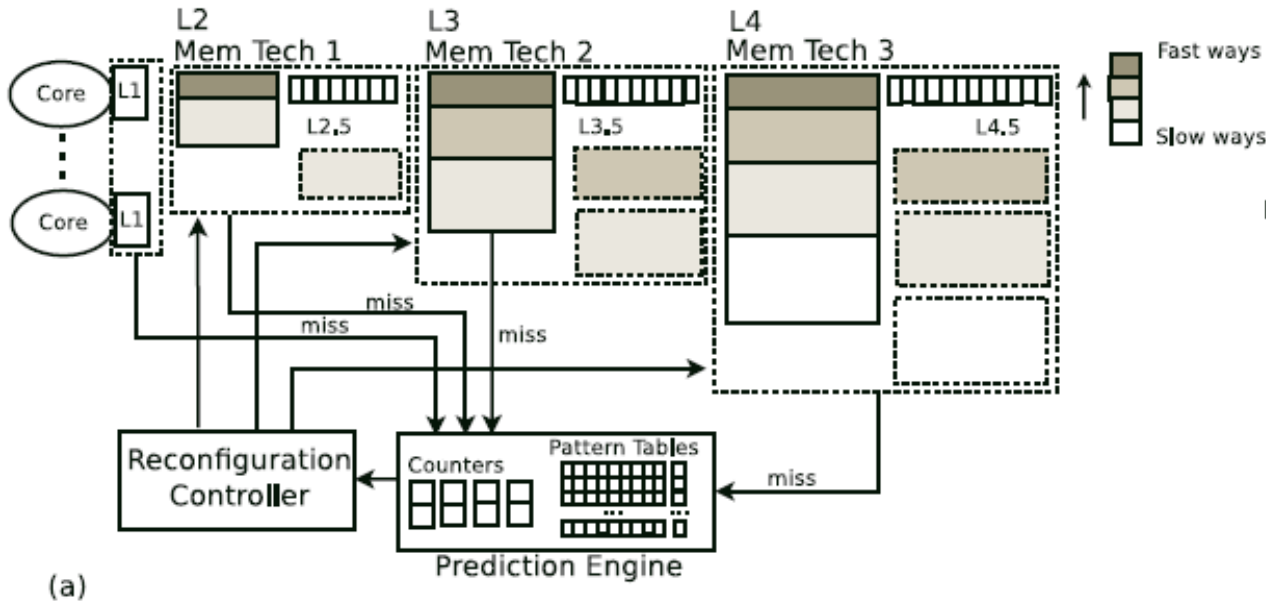 L2
Mem Tech 1
L3
Mem Tech 2
L4
Mem Tech 3
Fast ways
Slow ways
Core
L1
L2.5
L3.5
L4.5
Core
L1
miss
miss
miss
miss
Reconfiguration
Controller
Counters
Pattern Tables
Prediction Engine
(a)